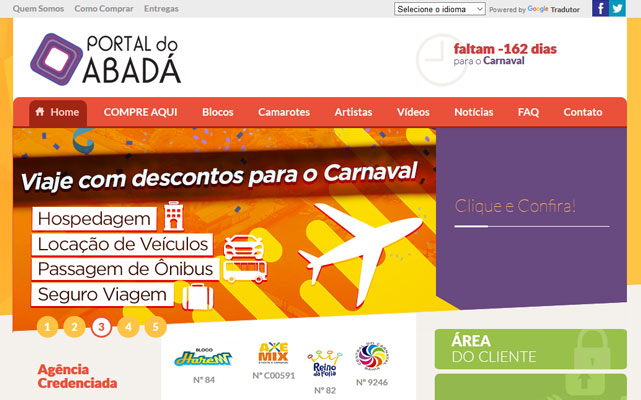 Quem Somos Como Comprar Entregas
Selecione o idioma Powered by Google Tradutor
PORTAL do
ABADÁ
faltam -162 dias
para o Carnaval
Home COMPRE AQUI Blocos Camarotes Artistas Vídeos Notícias FAQ Contato
Viaje com descontos para o Carnaval
Hospedagem
Locação de Veículos
Passagem de Ônibus
Seguro Viagem
Clique e Confira!
1 2 3 4 5
Agência
Credenciada
BLOCO
Harem
Nº 84
AXE
MIX
Nº C00591
Reino
da Folia
Nº 82
Nº 9246
ÁREA
DO CLIENTE